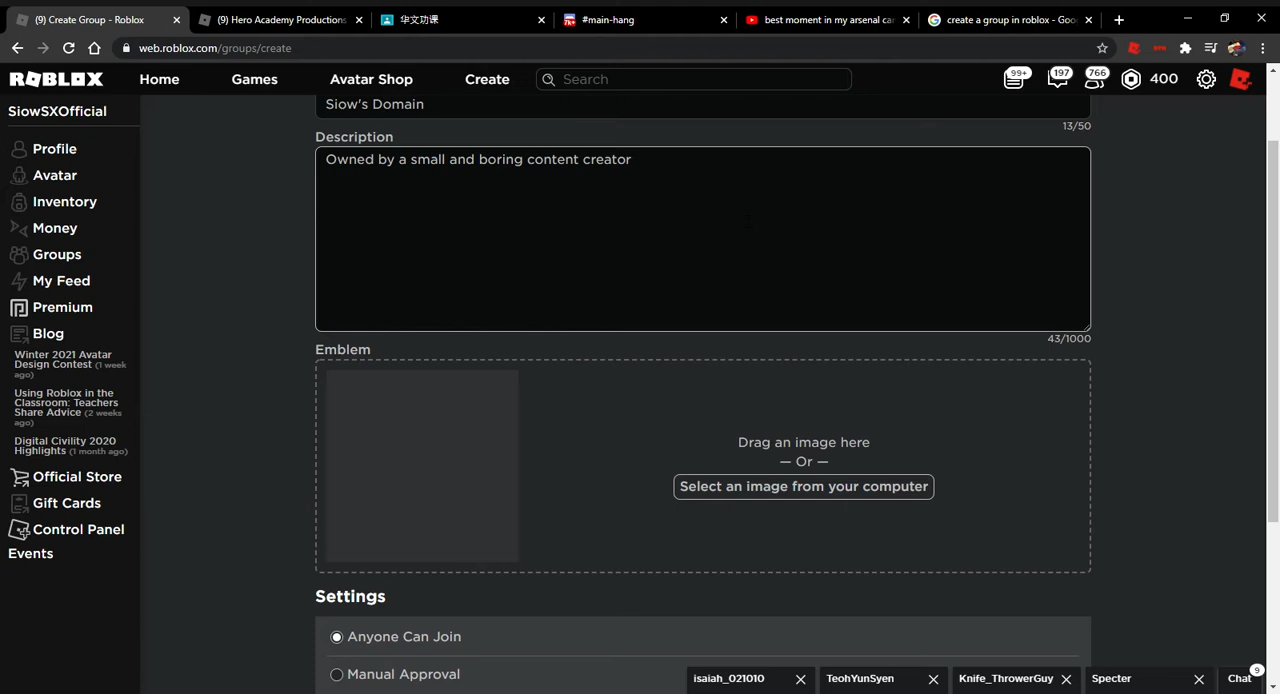 (9) Create Group - Roblox
(9) Hero Academy Productions
华文功课
#main-hang
best moment in my arsenal car
create a group in roblox - Goo
web.roblox.com/groups/create
ROBLOX
Home
Games
Avatar Shop
Create
Search
99+
197
766
400
SiowSXOfficial
Profile
Avatar
Inventory
Money
Groups
My Feed
Premium
Blog
Winter 2021 Avatar
Design Contest (1 week
ago)
Using Roblox in the
Classroom: Teachers
Share Advice (2 weeks
ago)
Digital Civility 2020
Highlights (1 month ago)
Official Store
Gift Cards
Control Panel
Events
Siow's Domain
13/50
Description
Owned by a small and boring content creator
43/1000
Emblem
Drag an image here
— Or —
Select an image from your computer
Settings
Anyone Can Join
Manual Approval
isaiah_021010
TeohYunSyen
Knife_ThrowerGuy
Specter
Chat
9